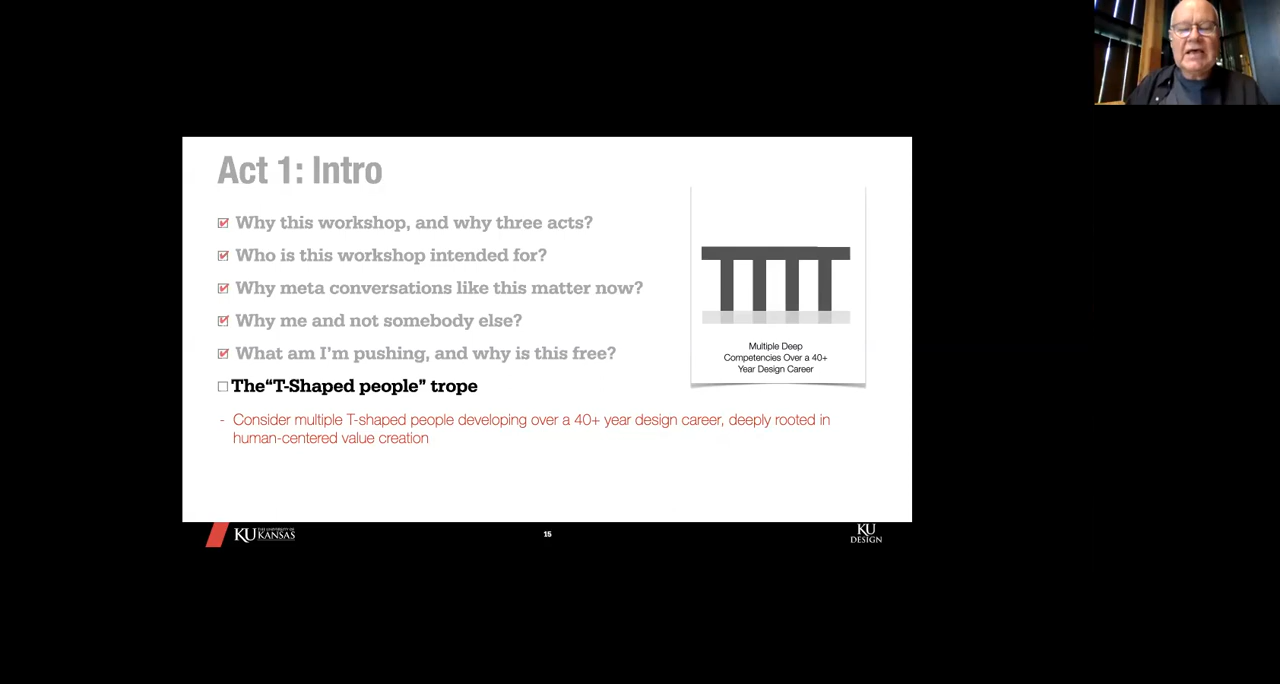 Act 1: Intro
Why this workshop, and why three acts?
Who is this workshop intended for?
Why meta conversations like this matter now?
Why me and not somebody else?
What am I’m pushing, and why is this free?
The“T-Shaped people” trope
- Consider multiple T-shaped people developing over a 40+ year design career, deeply rooted in
human-centered value creation
Multiple Deep
Competencies Over a 40+
Year Design Career
KU THE UNIVERSITY OF
KANSAS
15
KU
DESIGN